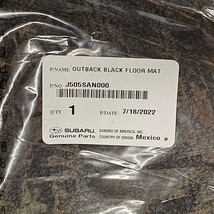 P.NAME OUTBACK BLACK FLOOR MAT
P.NO J505SAN000
Q'TY 1 P/DATE 7/18/2022
SUBARU SUBARU OF AMERICA, INC.
Genuine Parts COUNTRY OF ORIGIN Mexico